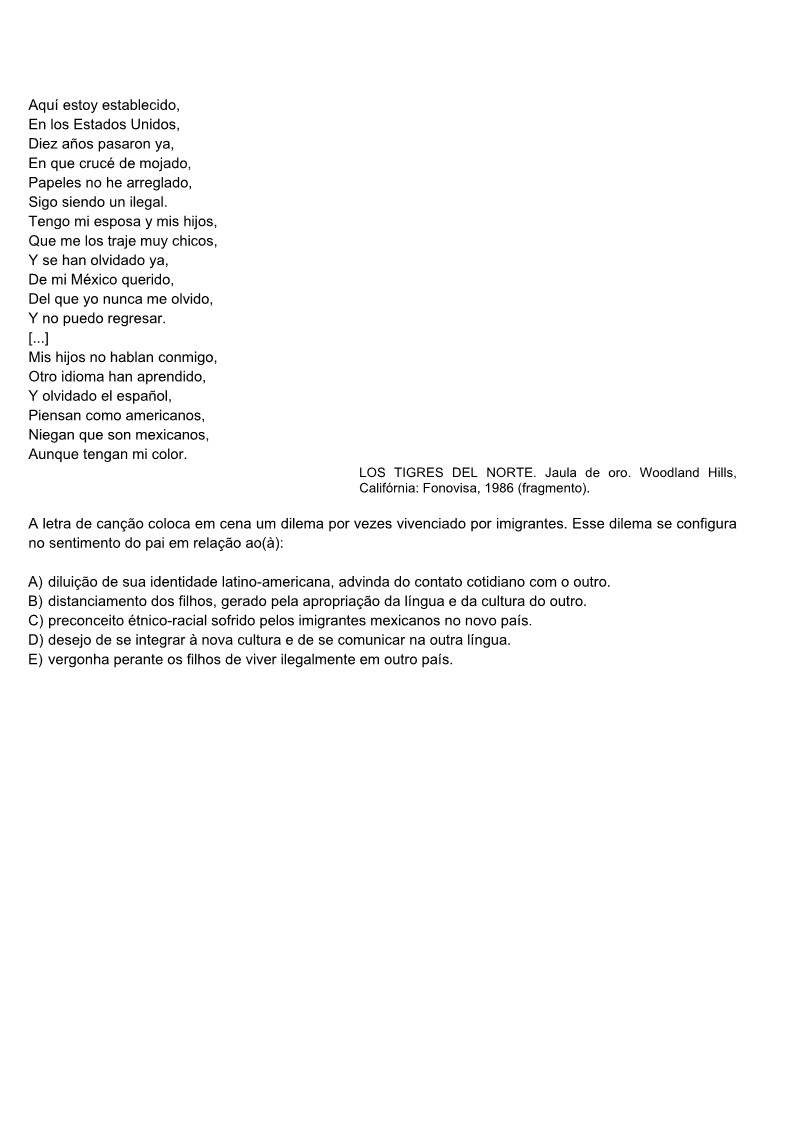 Aquí estoy establecido,
En los Estados Unidos,
Diez años pasaron ya,
En que crucé de mojado,
Papeles no he arreglado,
Sigo siendo un ilegal.
Tengo mi esposa y mis hijos,
Que me los traje muy chicos,
Y se han olvidado ya,
De mi México querido,
Del que yo nunca me olvido,
Y no puedo regresar.
[...]
Mis hijos no hablan conmigo,
Otro idioma han aprendido,
Y olvidado el español,
Piensan como americanos,
Niegan que son mexicanos,
Aunque tengan mi color.
LOS TIGRES DEL NORTE. Jaula de oro. Woodland Hills,
Califórnia: Fonovisa, 1986 (fragmento).
A letra de canção coloca em cena um dilema por vezes vivenciado por imigrantes. Esse dilema se configura
no sentimento do pai em relação ao(à):
A) diluição de sua identidade latino-americana, advinda do contato cotidiano com o outro.
B) distanciamento dos filhos, gerado pela apropriação da língua e da cultura do outro.
C) preconceito étnico-racial sofrido pelos imigrantes mexicanos no novo país.
D) desejo de se integrar à nova cultura e de se comunicar na outra língua.
E) vergonha perante os filhos de viver ilegalmente em outro país.